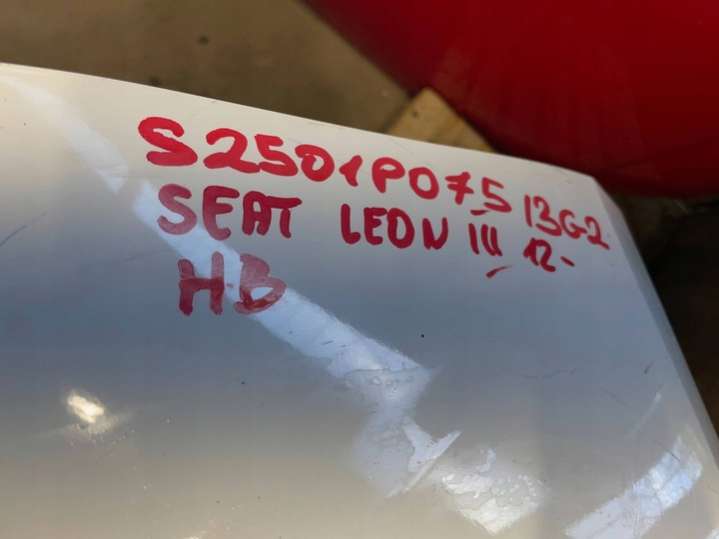 S2501P075 13G2
SEAT LEON III 12-
HB